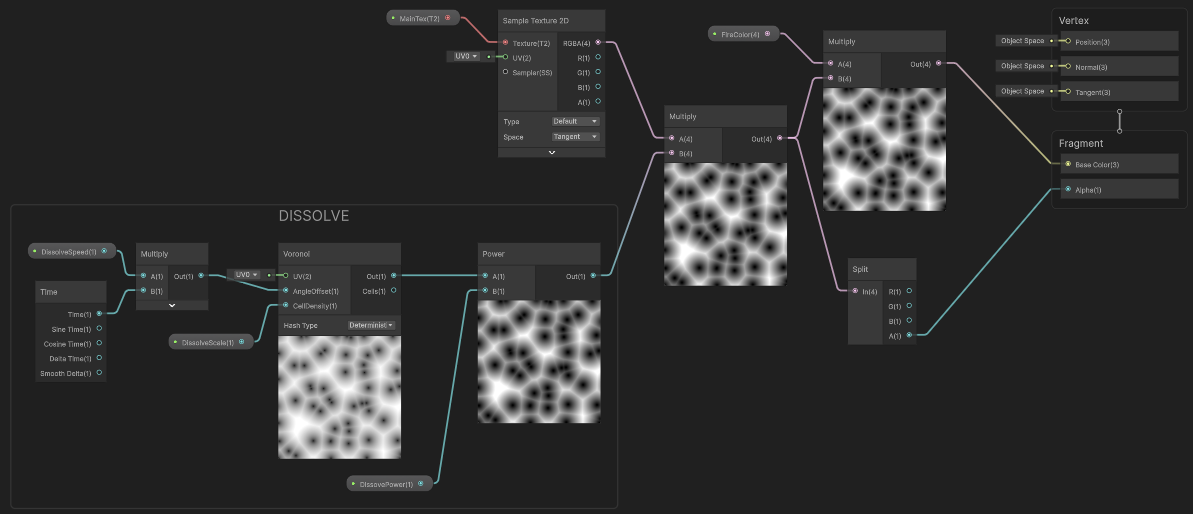 MainTex(T2)
Sample Texture 2D
Texture(T2)
RGBA(4)
UV0
UV(2)
R(1)
Sampler(SS)
G(1)
B(1)
A(1)
Type
Default
Space
Tangent
FireColor(4)
Multiply
A(4)
Out(4)
B(4)
Vertex
Object Space
Position(3)
Object Space
Normal(3)
Object Space
Tangent(3)
Fragment
Base Color(3)
Alpha(1)
Multiply
A(4)
Out(4)
B(4)
Split
In(4)
R(1)
G(1)
B(1)
A(1)
DISSOLVE
DissolveSpeed(1)
Multiply
A(1)
Out(1)
B(1)
Time
Time(1)
Sine Time(1)
Cosine Time(1)
Delta Time(1)
Smooth Delta(1)
DissolveScale(1)
Voronoi
UV0
UV(2)
Out(1)
AngleOffset(1)
Cells(1)
CellDensity(1)
Hash Type
Determinist
Power
A(1)
Out(1)
B(1)
DissovePower(1)